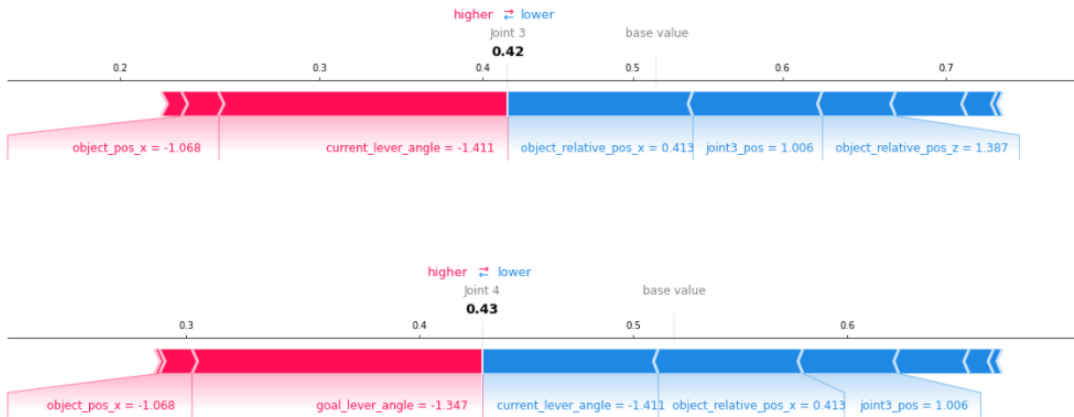 higher ⇄ lower
Joint 3 base value
0.42
0.2 0.3 0.4 0.5 0.6 0.7
object_pos_x = -1.068 current_lever_angle = -1.411 object_relative_pos_x = 0.413 joint3_pos = 1.006 object_relative_pos_z = 1.387
higher ⇄ lower
Joint 4 base value
0.43
0.3 0.4 0.5 0.6
object_pos_x = -1.068 goal_lever_angle = -1.347 current_lever_angle = -1.411 object_relative_pos_x = 0.413 joint3_pos = 1.006